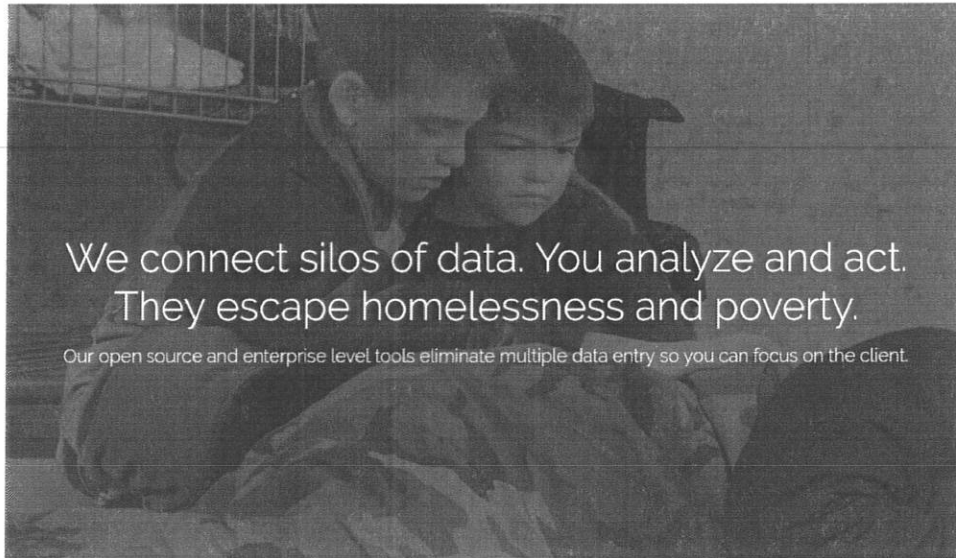 We connect silos of data. You analyze and act.
They escape homelessness and poverty.
Our open source and enterprise level tools eliminate multiple data entry so you can focus on the client.